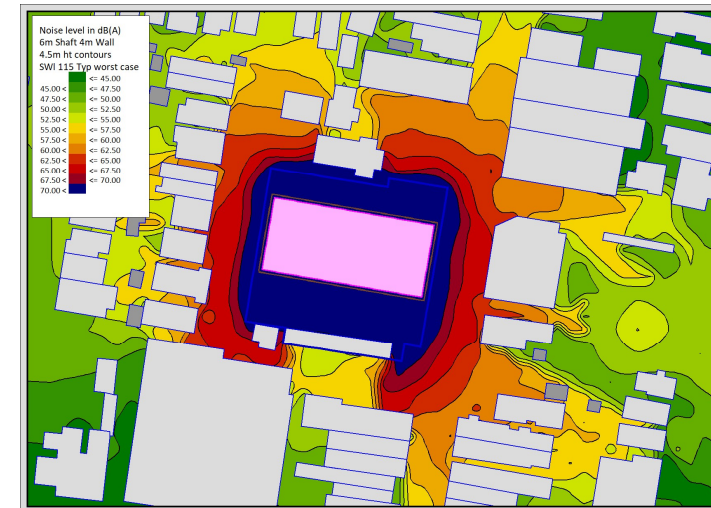 Noise level in dB(A)
6m Shaft 4m Wall
4.5m ht contours
SWI 115 Typ worst case
<= 45.00
45.00 < <= 47.50
47.50 < <= 50.00
50.00 < <= 52.50
52.50 < <= 55.00
55.00 < <= 57.50
57.50 < <= 60.00
60.00 < <= 62.50
62.50 < <= 65.00
65.00 < <= 67.50
67.50 < <= 70.00
70.00 <